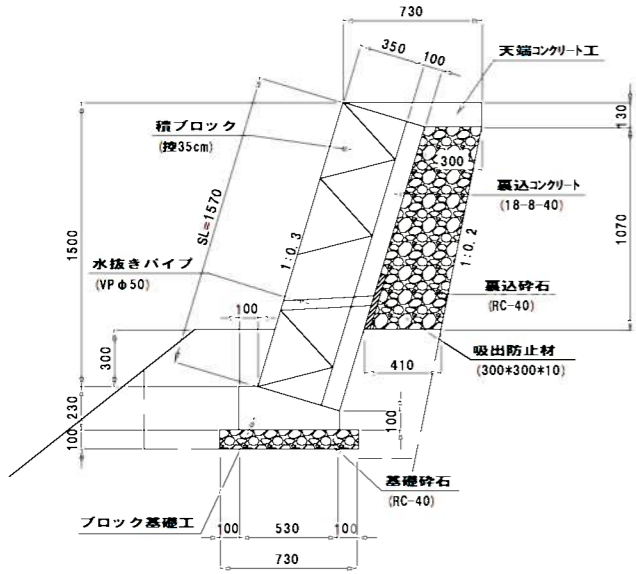 730
350
100
天端コンクリート工
130
積ブロック
(控35cm)
300
裏込コンクリート
(18-8-40)
1070
SL=1570
1500
1:0.3
1:0.2
水抜きパイプ
(VPφ50)
100
裏込砕石
(RC-40)
300
吸出防止材
(300*300*10)
410
230
100
100
基礎砕石
(RC-40)
ブロック基礎工
100
530
100
730